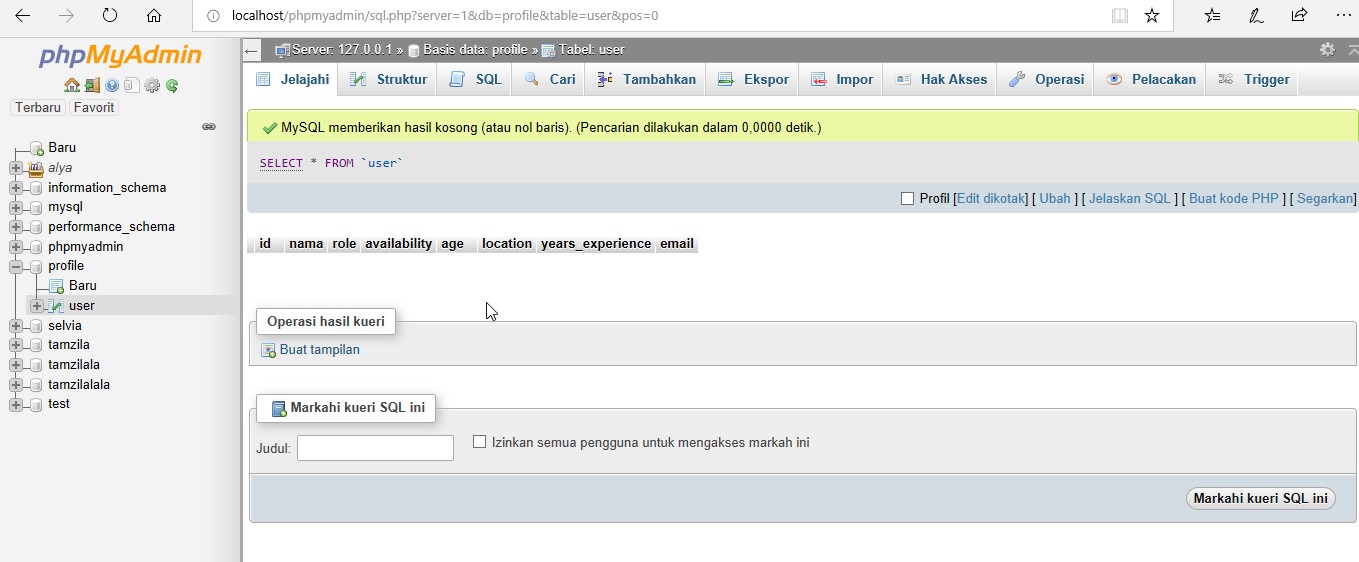 localhost/phpmyadmin/sql.php?server=1&db=profile&table=user&pos=0
phpMyAdmin
Terbaru Favorit
Baru
alya
information_schema
mysql
performance_schema
phpmyadmin
profile
Baru
user
selvia
tamzila
tamzilala
tamzilalala
test
Server: 127.0.0.1 » Basis data: profile » Tabel: user
Jelajahi Struktur SQL Cari Tambahkan Ekspor Impor Hak Akses Operasi Pelacakan Trigger
MySQL memberikan hasil kosong (atau nol baris). (Pencarian dilakukan dalam 0,0000 detik.)
SELECT * FROM `user`
Profil [Edit dikotak] [ Ubah ] [ Jelaskan SQL ] [ Buat kode PHP ] [ Segarkan]
id nama role availability age location years_experience email
Operasi hasil kueri
Buat tampilan
Markahi kueri SQL ini
Judul: Izinkan semua pengguna untuk mengakses markah ini
Markahi kueri SQL ini